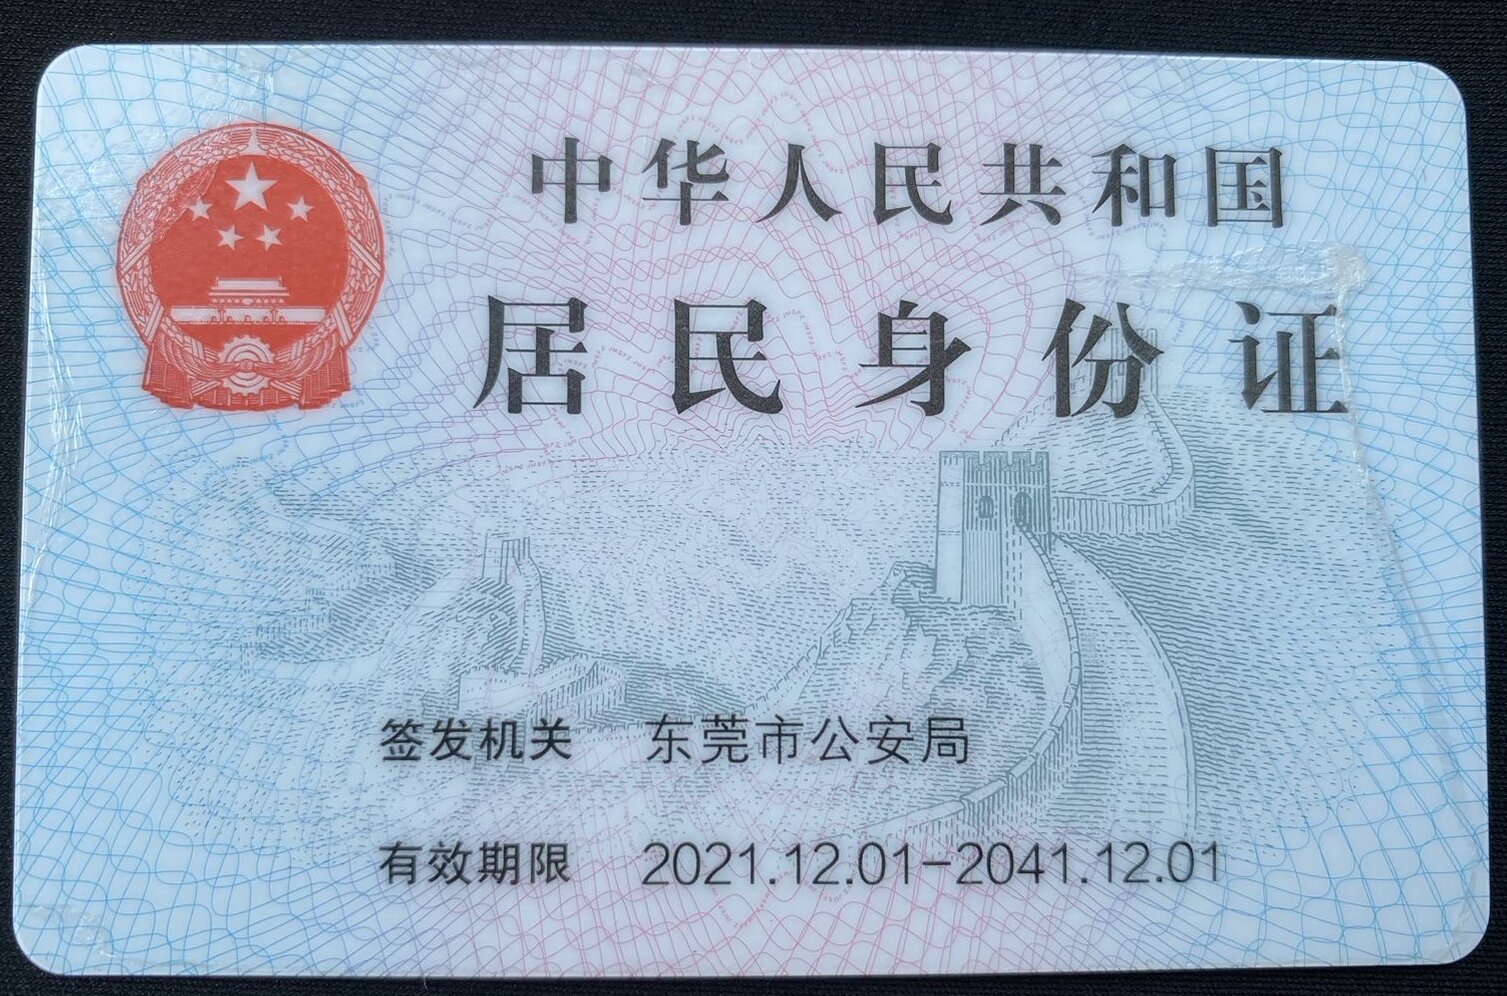 中华人民共和国
居民身份证
签发机关 东莞市公安局
有效期限 2021.12.01-2041.12.01